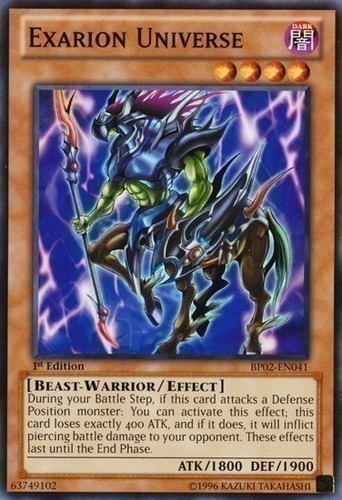 EXARION UNIVERSE
DARK
闇
1st Edition
BP02-EN041
[BEAST-WARRIOR/EFFECT]
During your Battle Step, if this card attacks a Defense
Position monster: You can activate this effect; this
card loses exactly 400 ATK, and if it does, it will inflict
piercing battle damage to your opponent. These effects
last until the End Phase.
ATK/1800 DEF/1900
63749102
©1996 KAZUKI TAKAHASHI